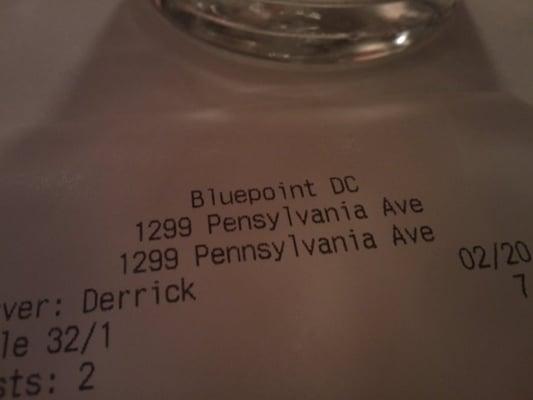 Bluepoint DC
1299 Pensylvania Ave
1299 Pennsylvania Ave
02/20
ver: Derrick
7
le 32/1
sts: 2